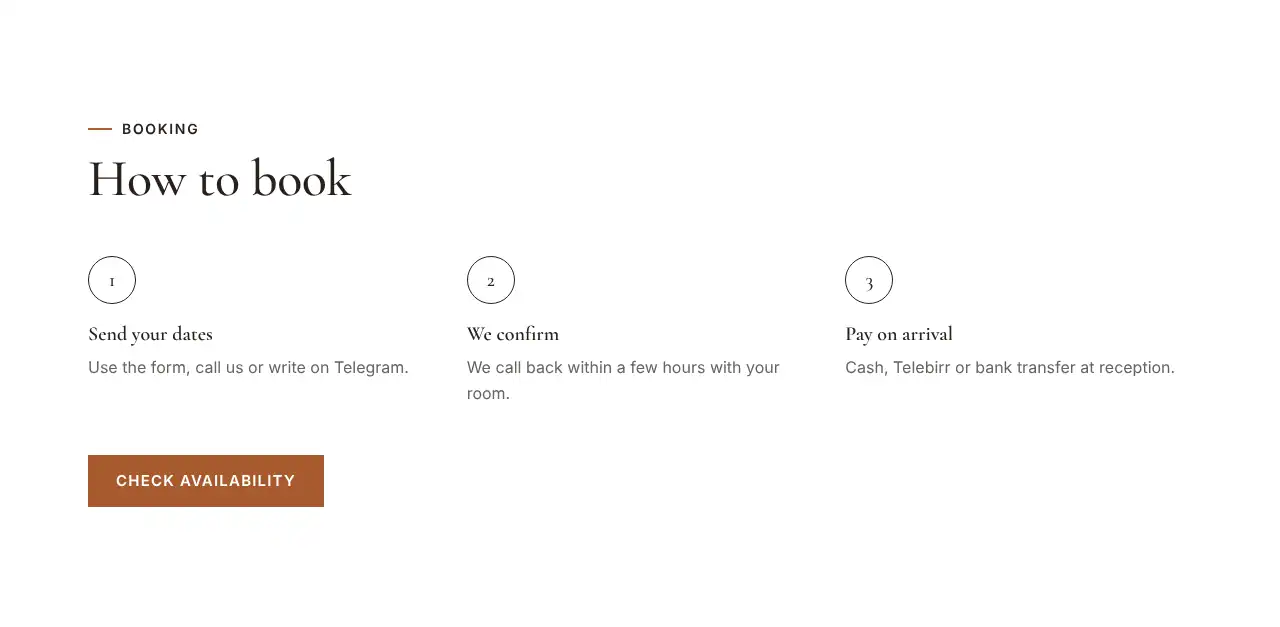 BOOKING
How to book
1
Send your dates
Use the form, call us or write on Telegram.
2
We confirm
We call back within a few hours with your
room.
3
Pay on arrival
Cash, Telebirr or bank transfer at reception.
CHECK AVAILABILITY